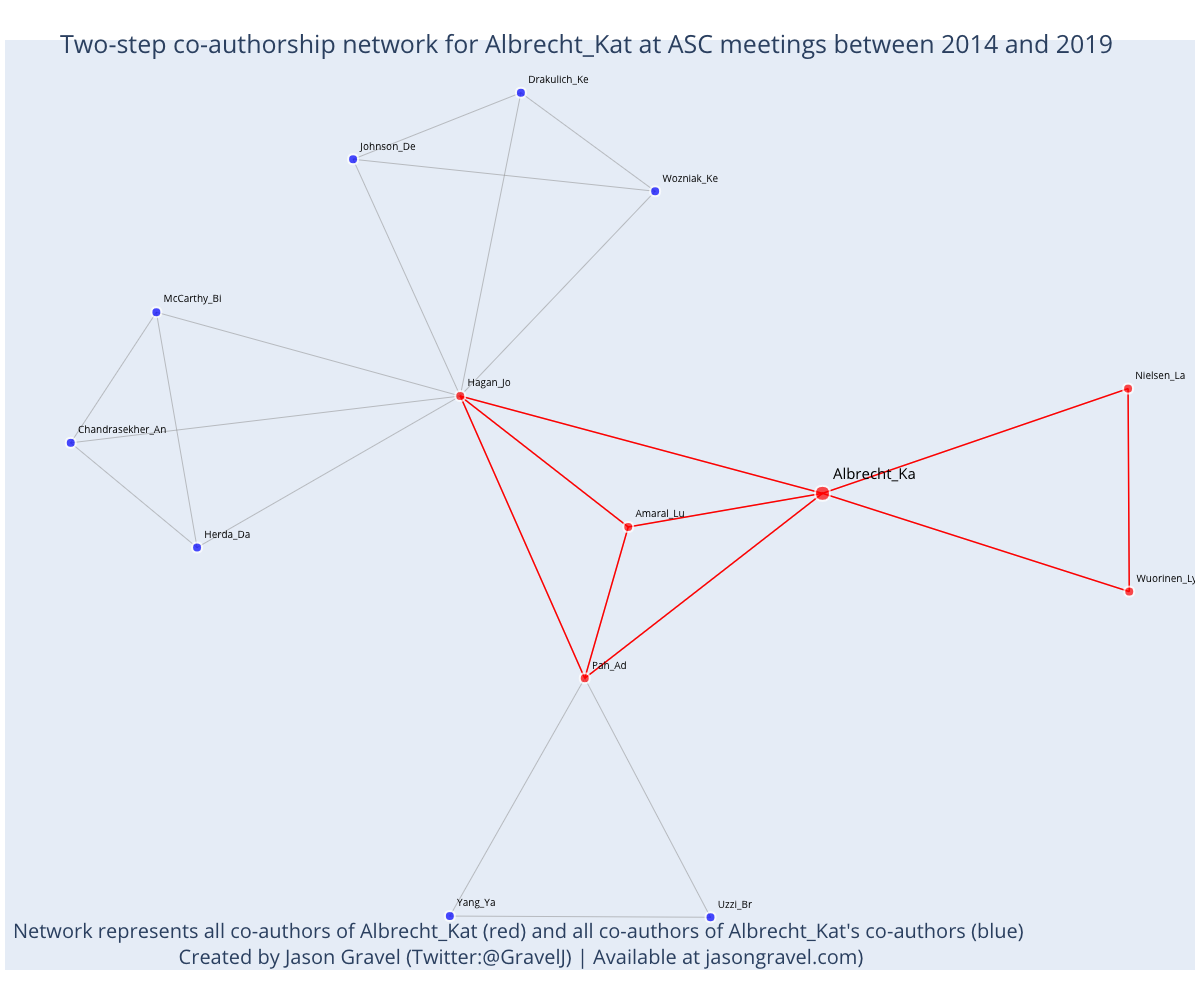 Two-step co-authorship network for Albrecht_Kat at ASC meetings between 2014 and 2019
Drakulich_Ke
Johnson_De
Wozniak_Ke
McCarthy_Bi
Hagan_Jo
Nielsen_La
Chandrasekher_An
Albrecht_Ka
Amaral_Lu
Herda_Da
Wuorinen_Ly
Pah_Ad
Yang_Ya
Uzzi_Br
Network represents all co-authors of Albrecht_Kat (red) and all co-authors of Albrecht_Kat's co-authors (blue)
Created by Jason Gravel (Twitter:@GravelJ) | Available at jasongravel.com)